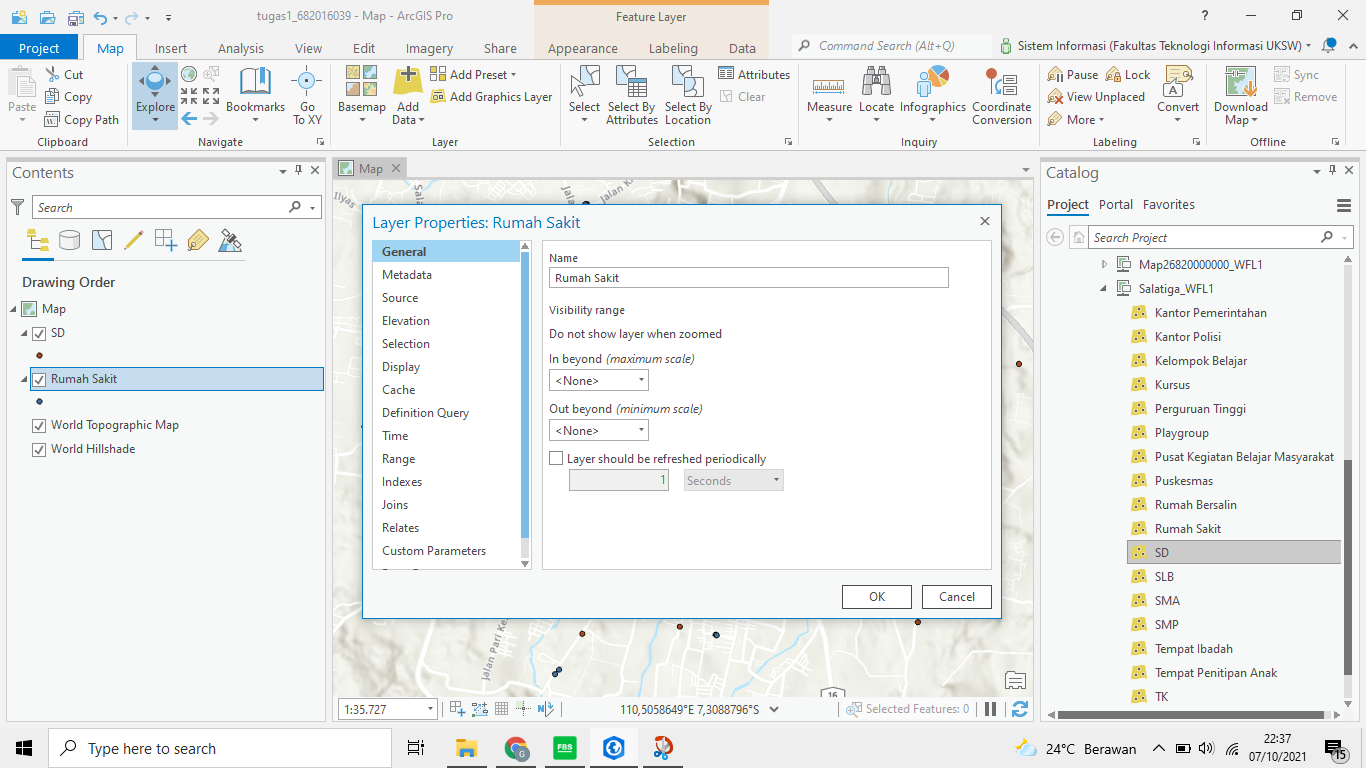 tugas1_682016039 - Map - ArcGIS Pro
Feature Layer
?
Project
Map
Insert
Analysis
View
Edit
Imagery
Share
Appearance
Labeling
Data
Command Search (Alt+Q)
Sistem Informasi (Fakultas Teknologi Informasi UKSW)
Paste
Cut
Copy
Copy Path
Clipboard
Explore
Bookmarks
Go
To XY
Navigate
Basemap
Add
Data
Add Preset
Add Graphics Layer
Layer
Select
Select By
Attributes
Select By
Location
Attributes
Clear
Selection
Measure
Locate
Infographics
Coordinate
Conversion
Inquiry
Pause
Lock
View Unplaced
More
Convert
Labeling
Download
Map
Sync
Remove
Offline
Contents
Search
Drawing Order
Map
SD
Rumah Sakit
World Topographic Map
World Hillshade
Map
Ilyas
Layer Properties: Rumah Sakit
General
Metadata
Source
Elevation
Selection
Display
Cache
Definition Query
Time
Range
Indexes
Joins
Relates
Custom Parameters
Name
Rumah Sakit
Visibility range
Do not show layer when zoomed
In beyond (maximum scale)
<None>
Out beyond (minimum scale)
<None>
Layer should be refreshed periodically
1
Seconds
OK
Cancel
16
1:35.727
110,5058649°E 7,3088796°S
Selected Features: 0
Catalog
Project
Portal
Favorites
Search Project
Map26820000000_WFL1
Salatiga_WFL1
Kantor Pemerintahan
Kantor Polisi
Kelompok Belajar
Kursus
Perguruan Tinggi
Playgroup
Pusat Kegiatan Belajar Masyarakat
Puskesmas
Rumah Bersalin
Rumah Sakit
SD
SLB
SMA
SMP
Tempat Ibadah
Tempat Penitipan Anak
TK
Type here to search
G
FBS
24°C Berawan
22:37
07/10/2021
15